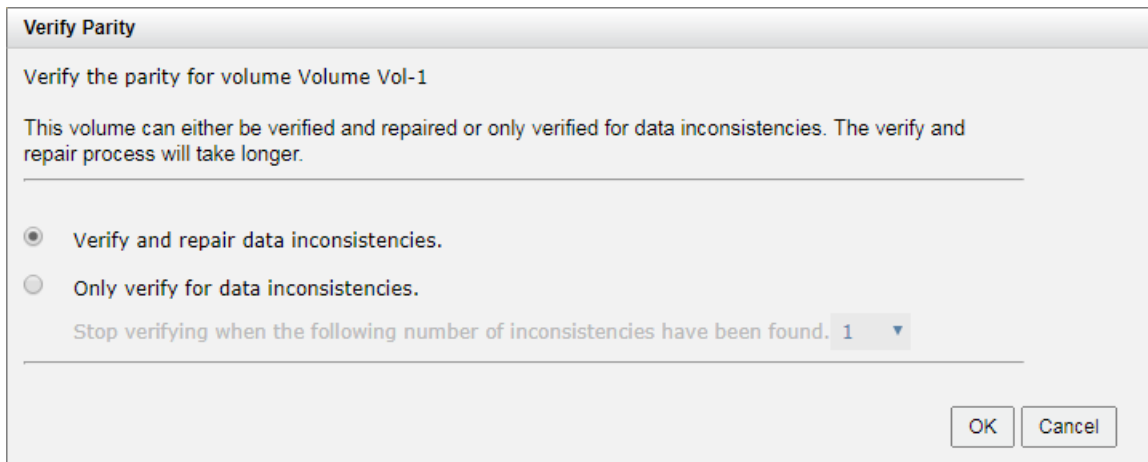 Verify Parity
Verify the parity for volume Volume Vol-1
This volume can either be verified and repaired or only verified for data inconsistencies. The verify and
repair process will take longer.
Verify and repair data inconsistencies.
Only verify for data inconsistencies.
Stop verifying when the following number of inconsistencies have been found. 1
OK Cancel